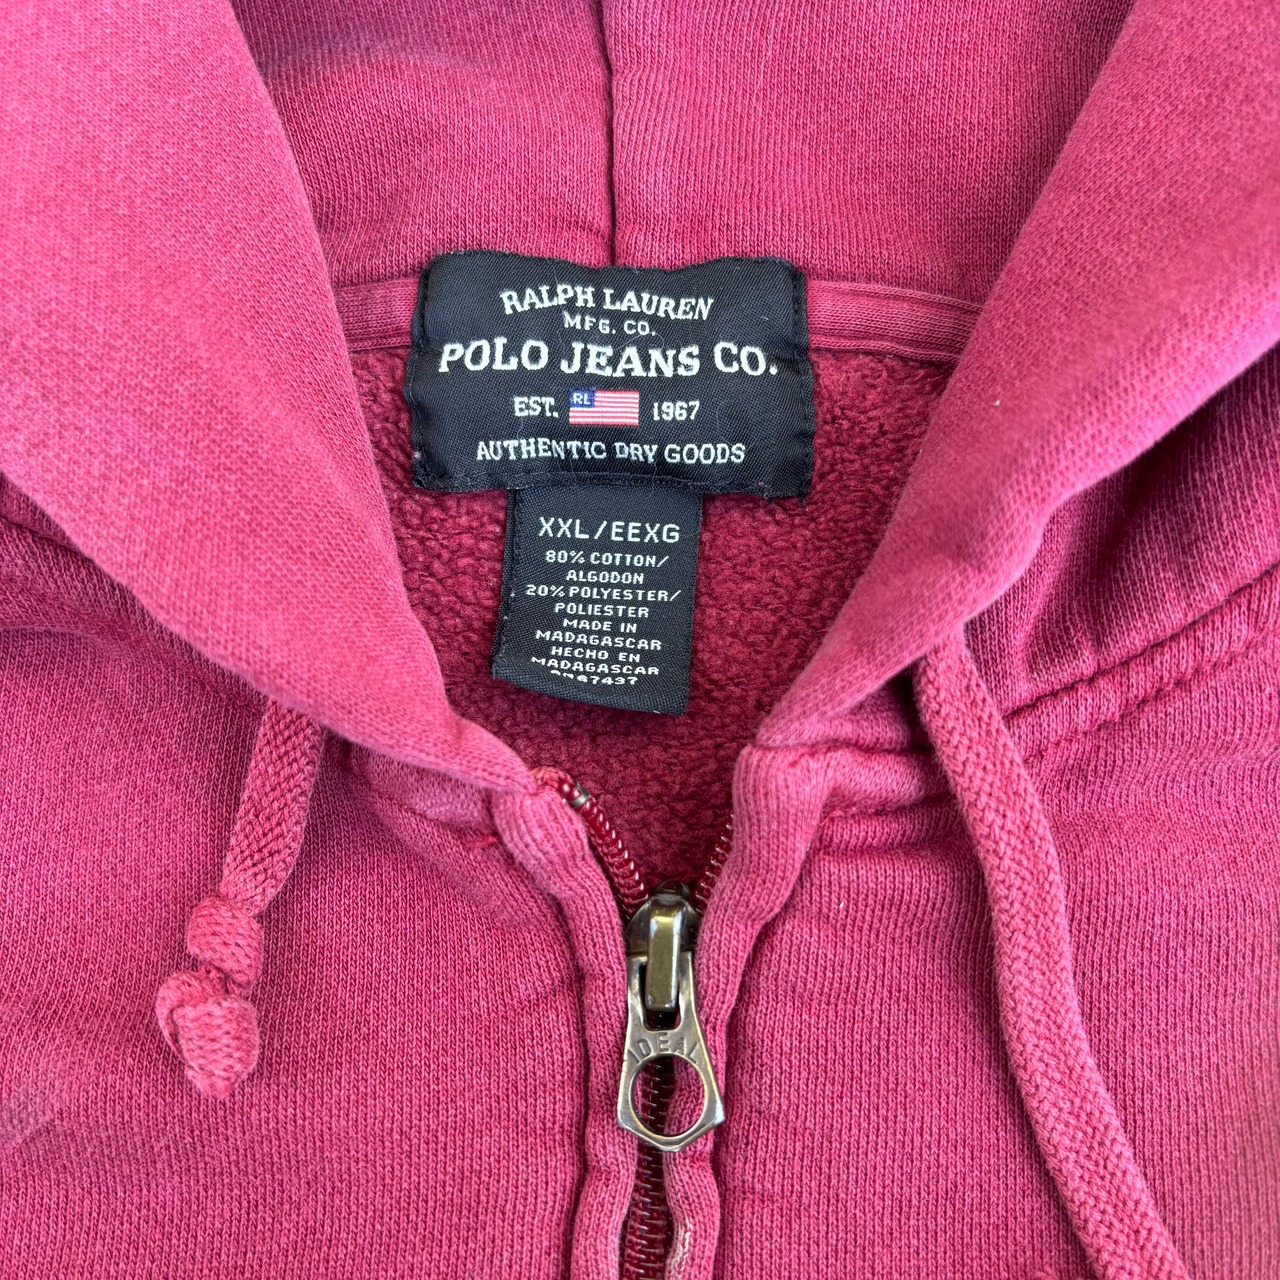 RALPH LAUREN
MFG. CO.
POLO JEANS CO.
EST. RL 1967
AUTHENTIC DRY GOODS
XXL/EEXG
80% COTTON/
ALGODON
20% POLYESTER/
POLIESTER
MADE IN
MADAGASCAR
HECHO EN
MADAGASCAR
IDEAL